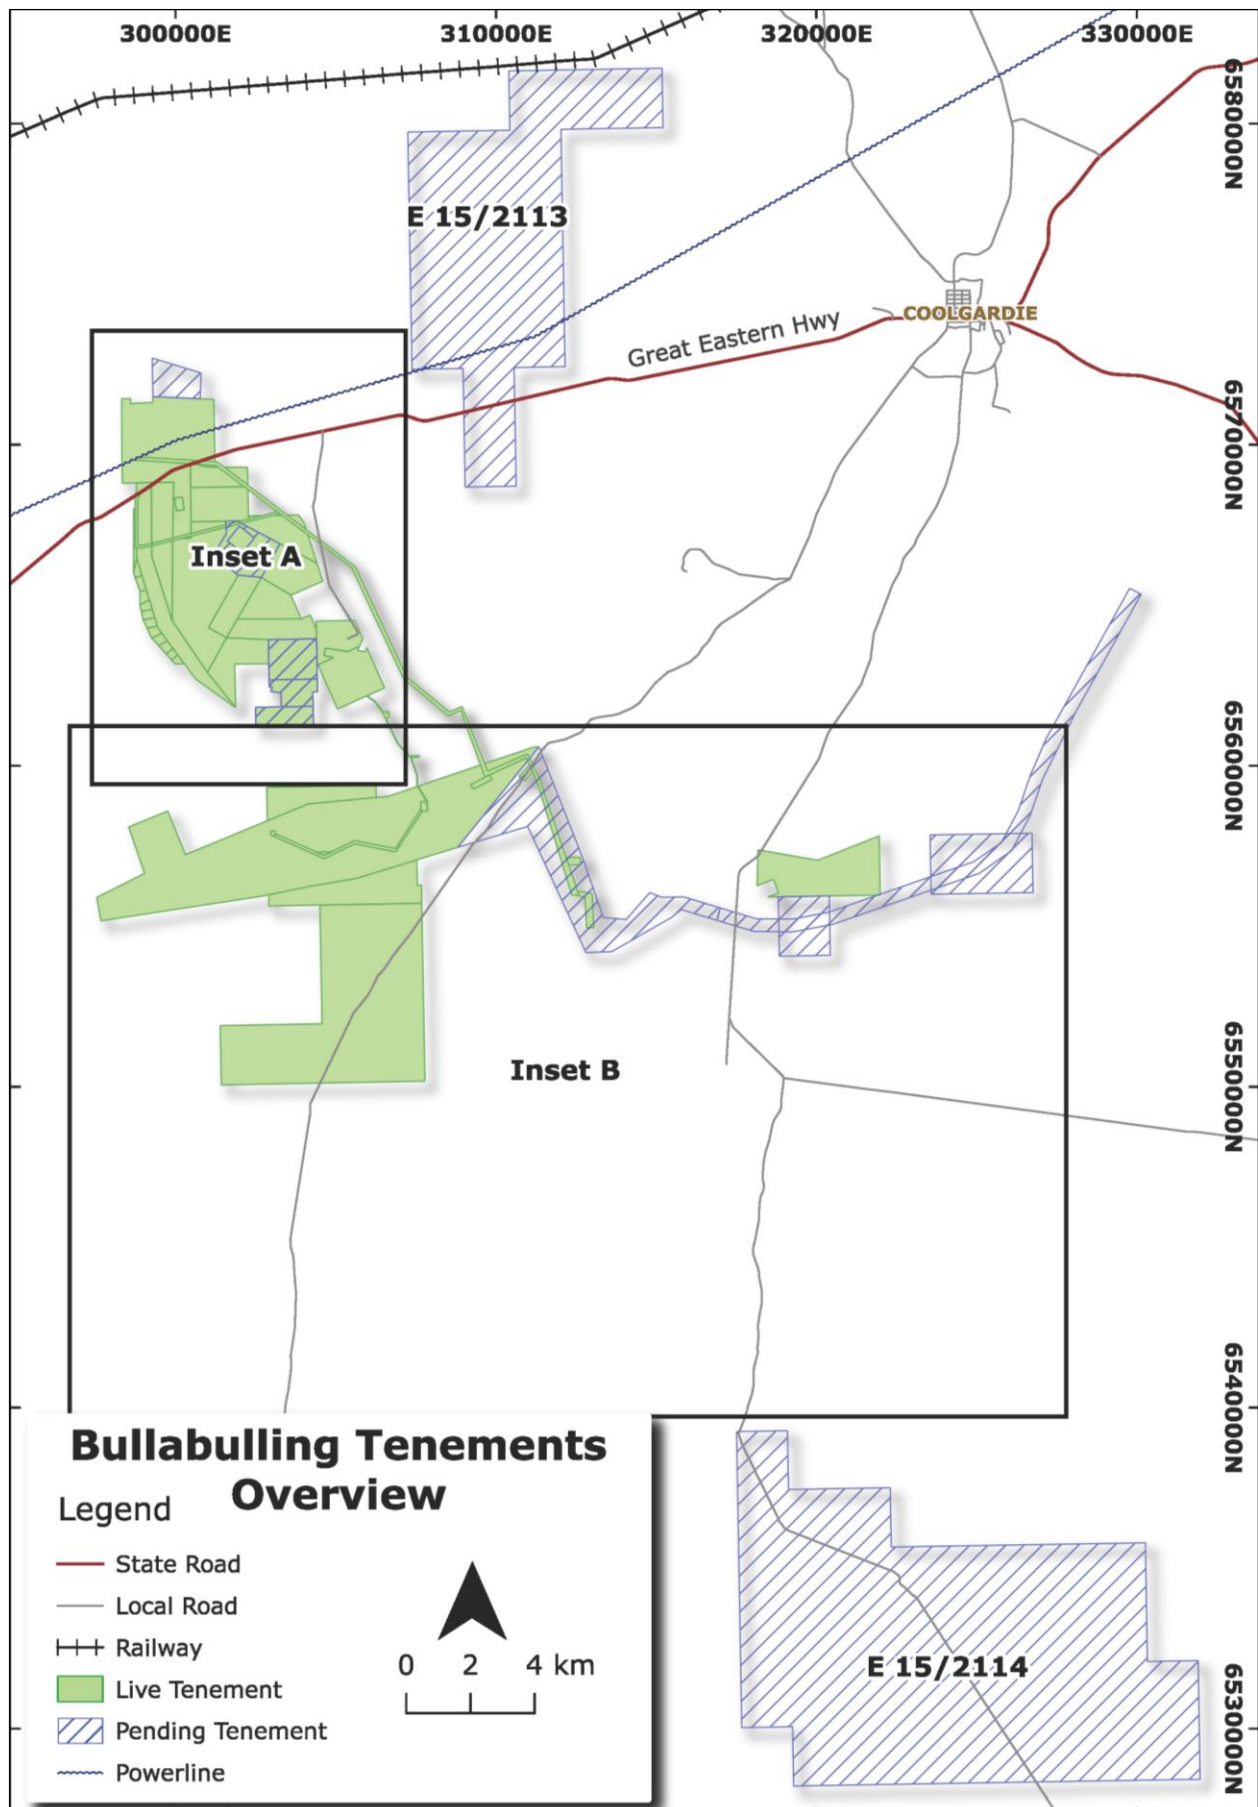 300000E
310000E
320000E
330000E
6580000N
E 15/2113
COOLGARDIE
Great Eastern Hwy
6570000N
Inset A
6560000N
Inset B
6550000N
6540000N
Bullabulling Tenements
Overview
Legend
State Road
Local Road
Railway
Live Tenement
Pending Tenement
Powerline
0 2 4 km
E 15/2114
6530000N